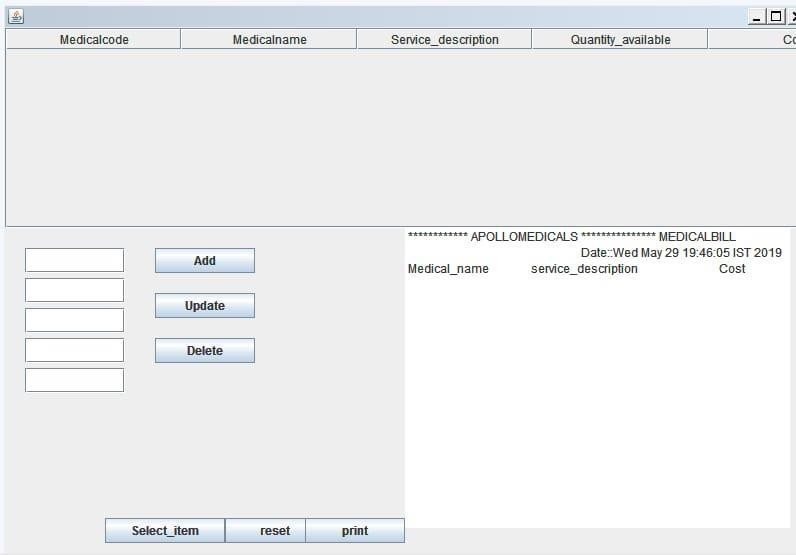 Medicalcode Medicalname Service_description Quantity_available
************ APOLLOMEDICALS *************** MEDICALBILL
Date::Wed May 29 19:46:05 IST 2019
Medical_name service_description Cost
Add
Update
Delete
Select_item reset print